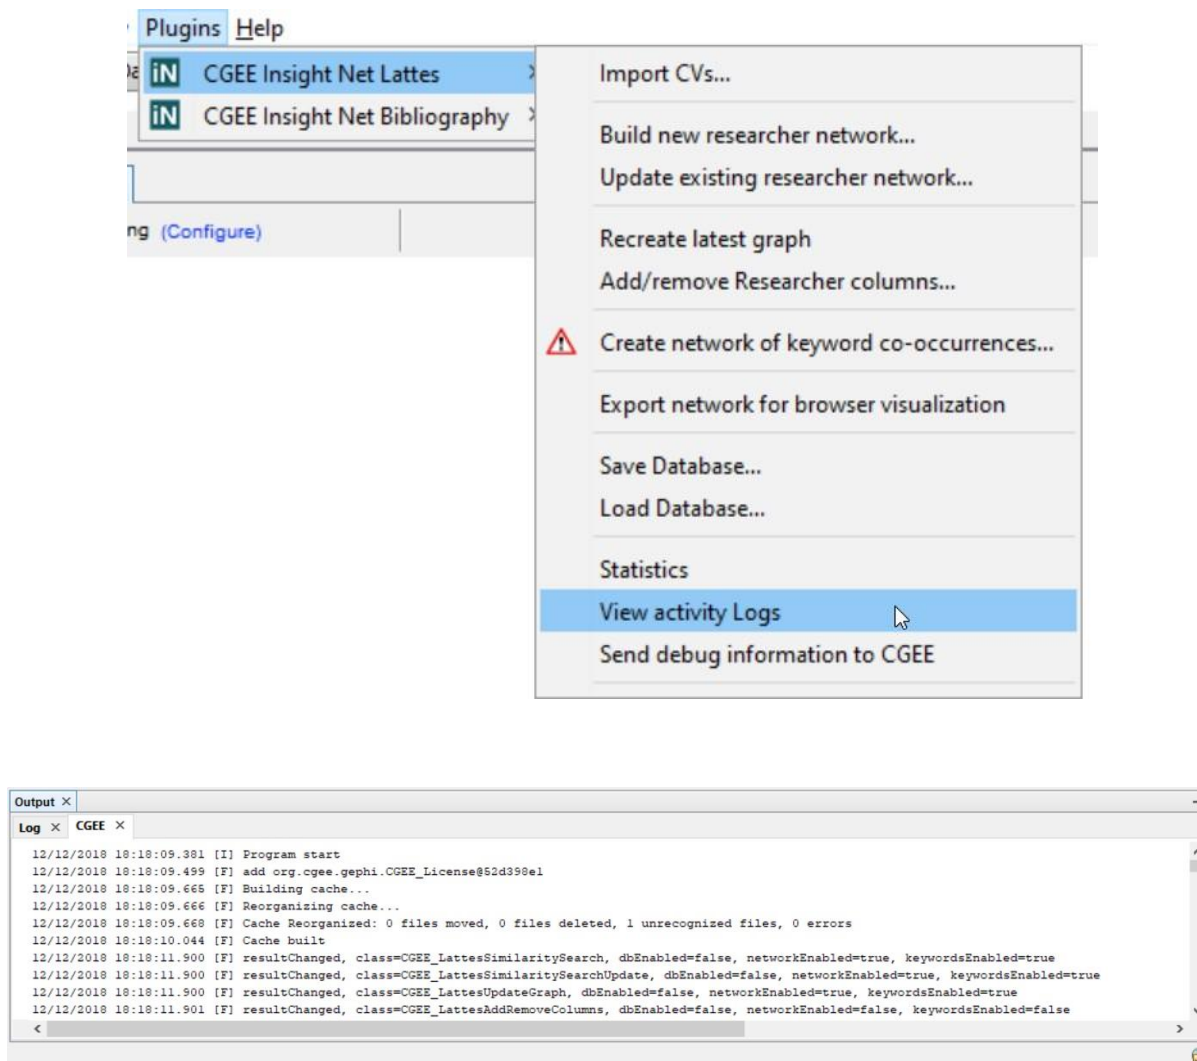 Plugins Help
iN CGEE Insight Net Lattes
iN CGEE Insight Net Bibliography
ng (Configure)
Import CVs...
Build new researcher network...
Update existing researcher network...
Recreate latest graph
Add/remove Researcher columns...
Create network of keyword co-occurrences...
Export network for browser visualization
Save Database...
Load Database...
Statistics
View activity Logs
Send debug information to CGEE
Output ×
Log × CGEE ×
12/12/2018 18:18:09.381 [I] Program start
12/12/2018 18:18:09.499 [F] add org.cgee.gephi.CGEE_License@52d398e1
12/12/2018 18:18:09.665 [F] Building cache...
12/12/2018 18:18:09.666 [F] Reorganizing cache...
12/12/2018 18:18:09.668 [F] Cache Reorganized: 0 files moved, 0 files deleted, 1 unrecognized files, 0 errors
12/12/2018 18:18:10.044 [F] Cache built
12/12/2018 18:18:11.900 [F] resultChanged, class=CGEE_LattesSimilaritySearch, dbEnabled=false, networkEnabled=true, keywordsEnabled=true
12/12/2018 18:18:11.900 [F] resultChanged, class=CGEE_LattesSimilaritySearchUpdate, dbEnabled=false, networkEnabled=true, keywordsEnabled=true
12/12/2018 18:18:11.900 [F] resultChanged, class=CGEE_LattesUpdateGraph, dbEnabled=false, networkEnabled=true, keywordsEnabled=true
12/12/2018 18:18:11.901 [F] resultChanged, class=CGEE_LattesAddRemoveColumns, dbEnabled=false, networkEnabled=false, keywordsEnabled=false